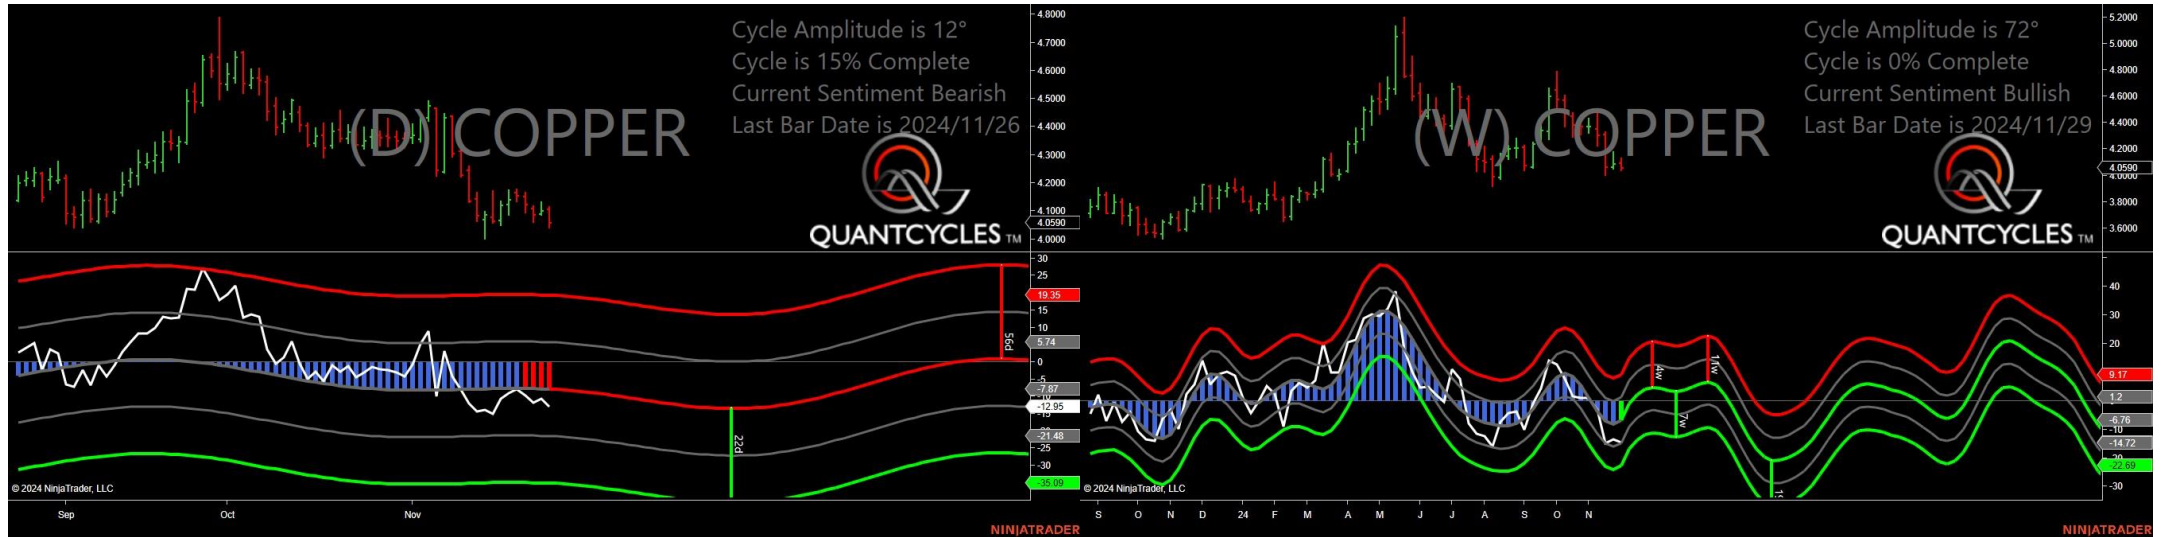 Cycle Amplitude is 12°
Cycle is 15% Complete
Current Sentiment Bearish
Last Bar Date is 2024/11/26
(D) COPPER
QUANTCYCLES TM
4.8000
4.7000
4.6000
4.5000
4.4000
4.3000
4.2000
4.1000
4.0590
4.0000
30
25
19.35
15
10
5.74
0
-5
-7.87
-12.95
-21.48
-25
-30
-35.09
56d
22d
© 2024 NinjaTrader, LLC
Sep Oct Nov
NINJATRADER
Cycle Amplitude is 72°
Cycle is 0% Complete
Current Sentiment Bullish
Last Bar Date is 2024/11/29
(W) COPPER
QUANTCYCLES TM
5.2000
5.0000
4.8000
4.6000
4.4000
4.2000
4.0590
4.0000
3.8000
3.6000
40
30
20
9.17
1.2
-6.76
-10
-14.72
-22.69
-30
7w
© 2024 NinjaTrader, LLC
S O N D 24 F M A M J J A S O N
NINJATRADER